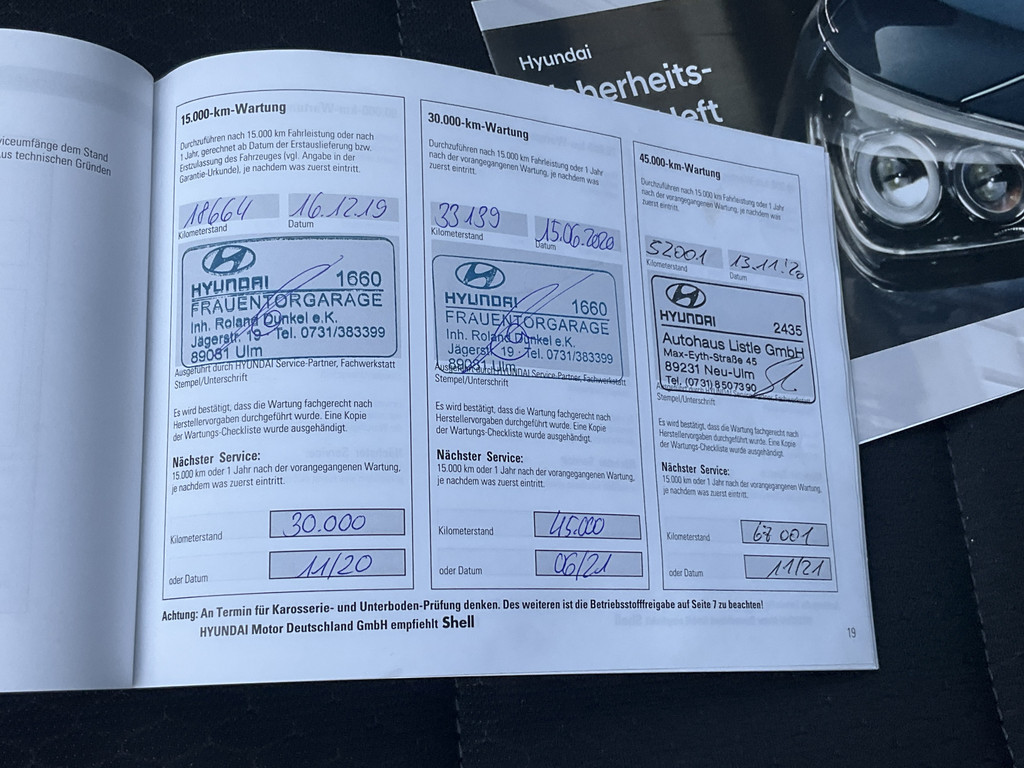 viceumfänge dem Stand
us technischen Gründen
15.000-km-Wartung
Durchzuführen nach 15.000 km Fahrleistung oder nach
1 Jahr, gerechnet ab Datum der Erstauslieferung bzw.
Erstzulassung des Fahrzeuges (vgl. Angabe in der
Garantie-Urkunde), je nachdem was zuerst eintritt.
18664 16.12.19
Kilometerstand Datum
HYUNDAI 1660
FRAUENTORGARAGE
Inh. Roland Dunkel e.K.
Jägerstr. 19 - Tel. 0731/383399
89081 Ulm
Ausgeführt durch HYUNDAI Service-Partner, Fachwerkstatt
Stempel/Unterschrift
Es wird bestätigt, dass die Wartung fachgerecht nach
Herstellervorgaben durchgeführt wurde. Eine Kopie
der Wartungs-Checkliste wurde ausgehändigt.
Nächster Service:
15.000 km oder 1 Jahr nach der vorangegangenen Wartung,
je nachdem was zuerst eintritt.
Kilometerstand 30.000
oder Datum 11/20
30.000-km-Wartung
Durchzuführen nach 15.000 km Fahrleistung oder 1 Jahr
nach der vorangegangenen Wartung, je nachdem was
zuerst eintritt.
33139 15.06.2020
Kilometerstand Datum
HYUNDAI 1660
FRAUENTORGARAGE
Inh. Roland Dunkel e.K.
Jägerstr. 19 - Tel. 0731/383399
89081 Ulm
Ausgeführt durch HYUNDAI Service-Partner, Fachwerkstatt
Stempel/Unterschrift
Es wird bestätigt, dass die Wartung fachgerecht nach
Herstellervorgaben durchgeführt wurde. Eine Kopie
der Wartungs-Checkliste wurde ausgehändigt.
Nächster Service:
15.000 km oder 1 Jahr nach der vorangegangenen Wartung,
je nachdem was zuerst eintritt.
Kilometerstand 45.000
oder Datum 06/21
45.000-km-Wartung
Durchzuführen nach 15.000 km Fahrleistung oder 1 Jahr
nach der vorangegangenen Wartung, je nachdem was
zuerst eintritt.
52001 13.11.'20
Kilometerstand Datum
HYUNDAI 2435
Autohaus Listle GmbH
Max-Eyth-Straße 45
89231 Neu-Ulm
Tel. (0731) 8507390
Stempel/Unterschrift
Es wird bestätigt, dass die Wartung fachgerecht nach
Herstellervorgaben durchgeführt wurde. Eine Kopie
der Wartungs-Checkliste wurde ausgehändigt.
Nächster Service:
15.000 km oder 1 Jahr nach der vorangegangenen Wartung,
je nachdem was zuerst eintritt.
Kilometerstand 67 001
oder Datum 11/21
Achtung: An Termin für Karosserie- und Unterboden-Prüfung denken. Des weiteren ist die Betriebsstofffreigabe auf Seite 7 zu beachten!
HYUNDAI Motor Deutschland GmbH empfiehlt Shell
19
Hyundai
cherheits-
heft